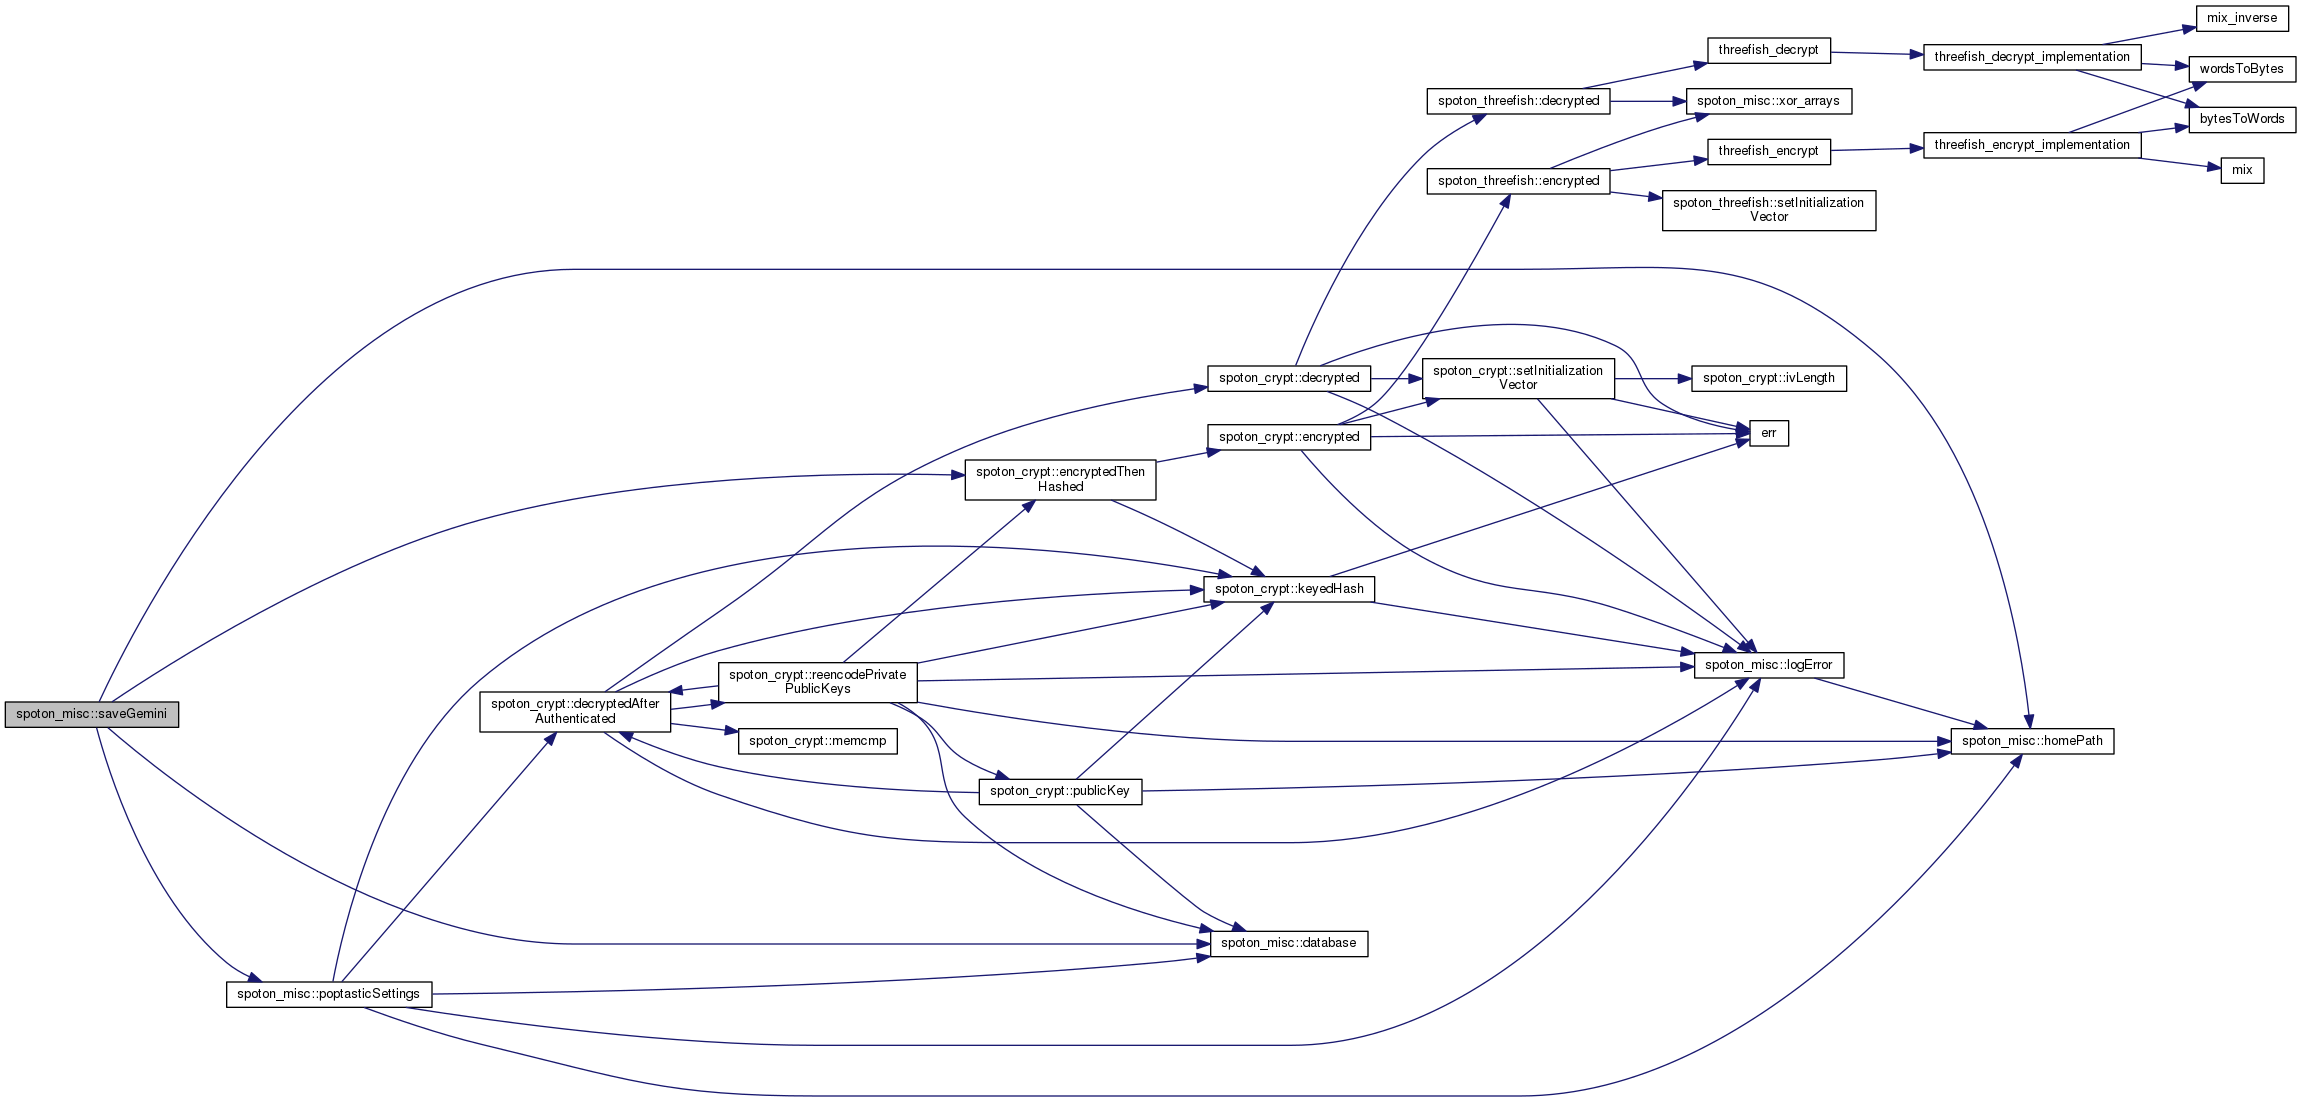 mix_inverse
threefish_decrypt
threefish_decrypt_implementation
wordsToBytes
spoton_threefish::decrypted
spoton_misc::xor_arrays
bytesToWords
threefish_encrypt
threefish_encrypt_implementation
mix
spoton_threefish::encrypted
spoton_threefish::setInitialization
Vector
spoton_crypt::decrypted
spoton_crypt::setInitialization
Vector
spoton_crypt::ivLength
spoton_crypt::encrypted
err
spoton_crypt::encryptedThen
Hashed
spoton_crypt::keyedHash
spoton_misc::logError
spoton_crypt::reencodePrivate
PublicKeys
spoton_misc::saveGemini
spoton_crypt::decryptedAfter
Authenticated
spoton_crypt::memcmp
spoton_misc::homePath
spoton_crypt::publicKey
spoton_misc::database
spoton_misc::poptasticSettings